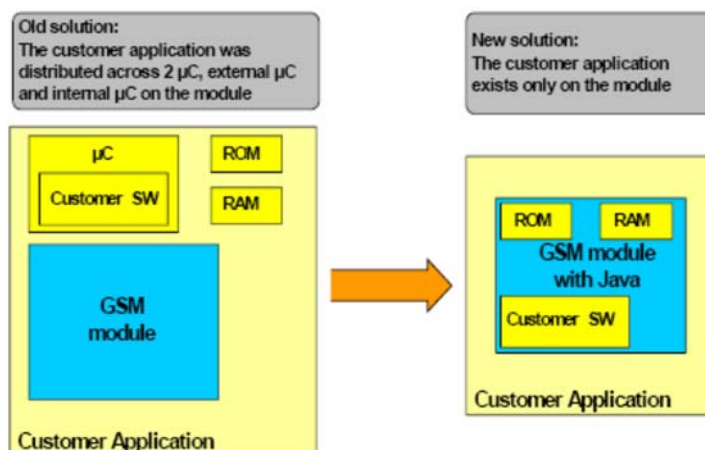 Old solution:
The customer application was
distributed across 2 µC, external µC
and internal µC on the module
New solution:
The customer application
exists only on the module
µC
Customer SW
ROM
RAM
GSM
module
Customer Application
ROM
RAM
GSM module
with Java
Customer SW
Customer Application